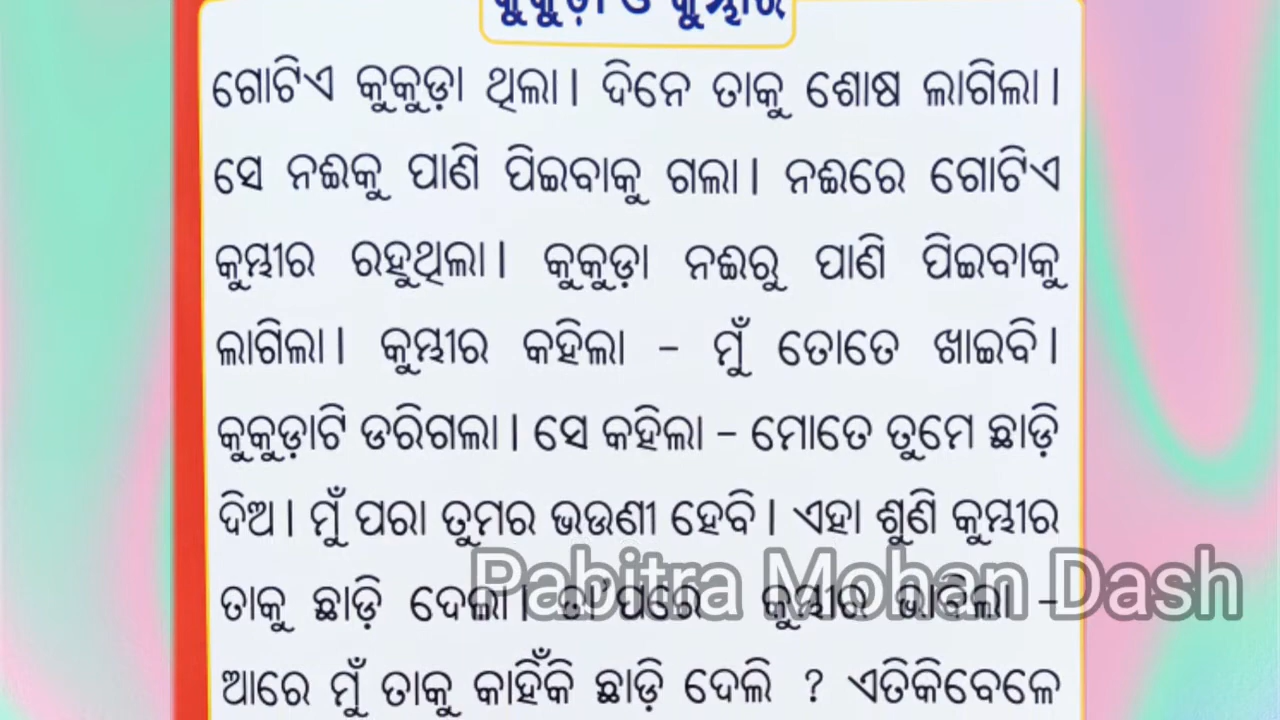 କୁକୁଡ଼ା ଓ କୁମ୍ଭୀର
ଗୋଟିଏ କୁକୁଡ଼ା ଥିଲା। ଦିନେ ତାକୁ ଶୋଷ ଲାଗିଲା।
ସେ ନଈକୁ ପାଣି ପିଇବାକୁ ଗଲା। ନଈରେ ଗୋଟିଏ
କୁମ୍ଭୀର ରହୁଥିଲା। କୁକୁଡ଼ା ନଈରୁ ପାଣି ପିଇବାକୁ
ଲାଗିଲା। କୁମ୍ଭୀର କହିଲା – ମୁଁ ତୋତେ ଖାଇବି।
କୁକୁଡ଼ାଟି ଡରିଗଲା। ସେ କହିଲା – ମୋତେ ତୁମେ ଛାଡ଼ି
ଦିଅ। ମୁଁ ପରା ତୁମର ଭଉଣୀ ହେବି। ଏହା ଶୁଣି କୁମ୍ଭୀର
ତାକୁ ଛାଡ଼ି ଦେଲା। ତା'ପରେ କୁମ୍ଭୀର ଭାବିଲା –
Pabitra Mohan Dash
ଆରେ ମୁଁ ତାକୁ କାହିଁକି ଛାଡ଼ି ଦେଲି ? ଏତିକିବେଳେ